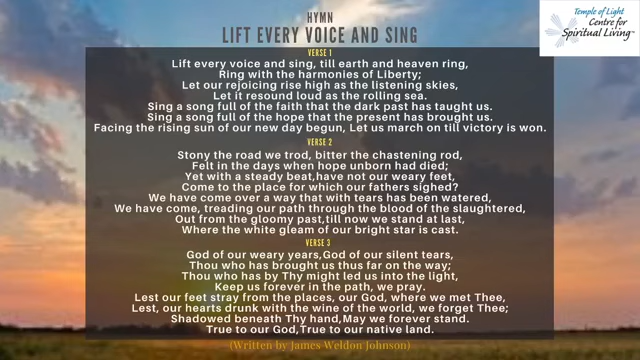 HYMN
LIFT EVERY VOICE AND SING
Temple of Light
Centre for
Spiritual Living™
VERSE 1
Lift every voice and sing, till earth and heaven ring,
Ring with the harmonies of Liberty;
Let our rejoicing rise high as the listening skies,
Let it resound loud as the rolling sea.
Sing a song full of the faith that the dark past has taught us.
Sing a song full of the hope that the present has brought us.
Facing the rising sun of our new day begun, Let us march on till victory is won.
VERSE 2
Stony the road we trod, bitter the chastening rod,
Felt in the days when hope unborn had died;
Yet with a steady beat,have not our weary feet,
Come to the place for which our fathers sighed?
We have come over a way that with tears has been watered,
We have come, treading our path through the blood of the slaughtered,
Out from the gloomy past,till now we stand at last,
Where the white gleam of our bright star is cast.
VERSE 3
God of our weary years,God of our silent tears,
Thou who has brought us thus far on the way;
Thou who has by Thy might led us into the light,
Keep us forever in the path, we pray.
Lest our feet stray from the places, our God, where we met Thee,
Lest, our hearts drunk with the wine of the world, we forget Thee;
Shadowed beneath Thy hand,May we forever stand.
True to our God,True to our native land.
(Written by James Weldon Johnson)